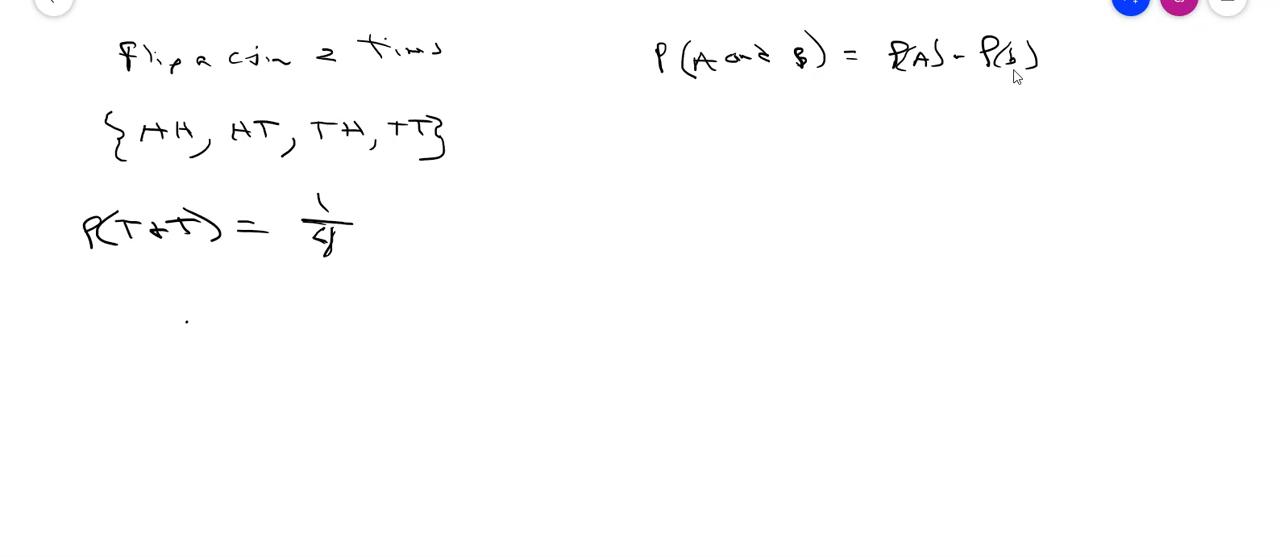 Flip a coin 2 times
{HH, HT, TH, TT}
P(T & T) = 1/4
P(A and B) = P(A) - P(B)